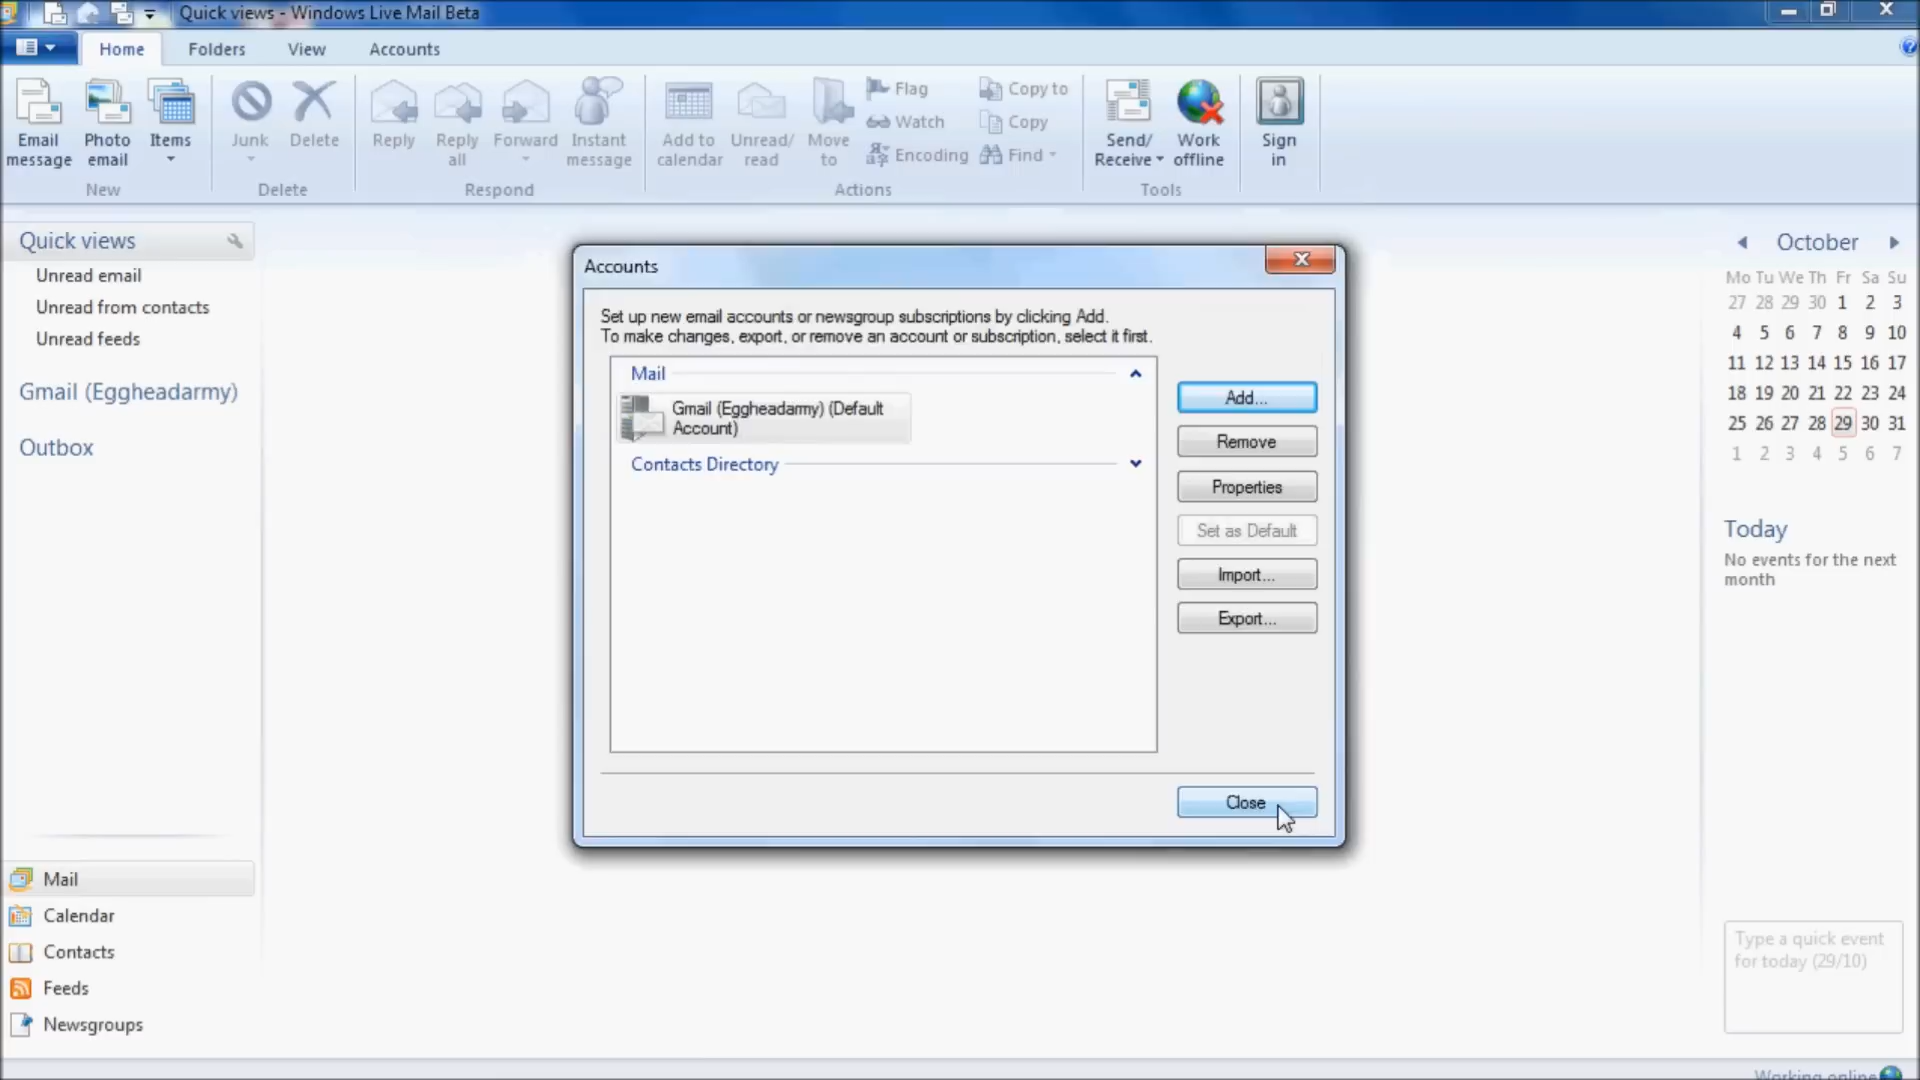 Quick views - Windows Live Mail Beta
Home Folders View Accounts
Email message
Photo email
Items
New
Junk
Delete
Delete
Reply
Reply all
Forward
Instant message
Respond
Add to calendar
Unread/ read
Move to
Flag
Watch
Encoding
Copy to
Copy
Find
Actions
Send/ Receive
Work offline
Tools
Sign in
Quick views
Unread email
Unread from contacts
Unread feeds
Gmail (Eggheadarmy)
Outbox
Mail
Calendar
Contacts
Feeds
Newsgroups
Accounts
Set up new email accounts or newsgroup subscriptions by clicking Add.
To make changes, export, or remove an account or subscription, select it first.
Mail
Gmail (Eggheadarmy) (Default
Account)
Contacts Directory
Add...
Remove
Properties
Set as Default
Import...
Export...
Close
October
Mo Tu We Th Fr Sa Su
27 28 29 30 1 2 3
4 5 6 7 8 9 10
11 12 13 14 15 16 17
18 19 20 21 22 23 24
25 26 27 28 29 30 31
1 2 3 4 5 6 7
Today
No events for the next
month
Type a quick event
for today (29/10)
Working online